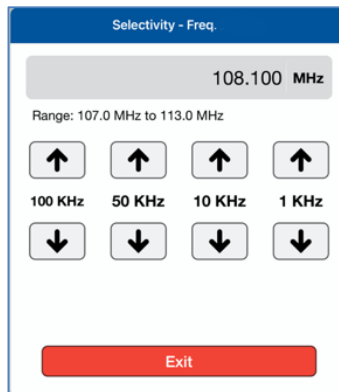 Selectivity - Freq.
108.100 MHz
Range: 107.0 MHz to 113.0 MHz
100 KHz 50 KHz 10 KHz 1 KHz
Exit